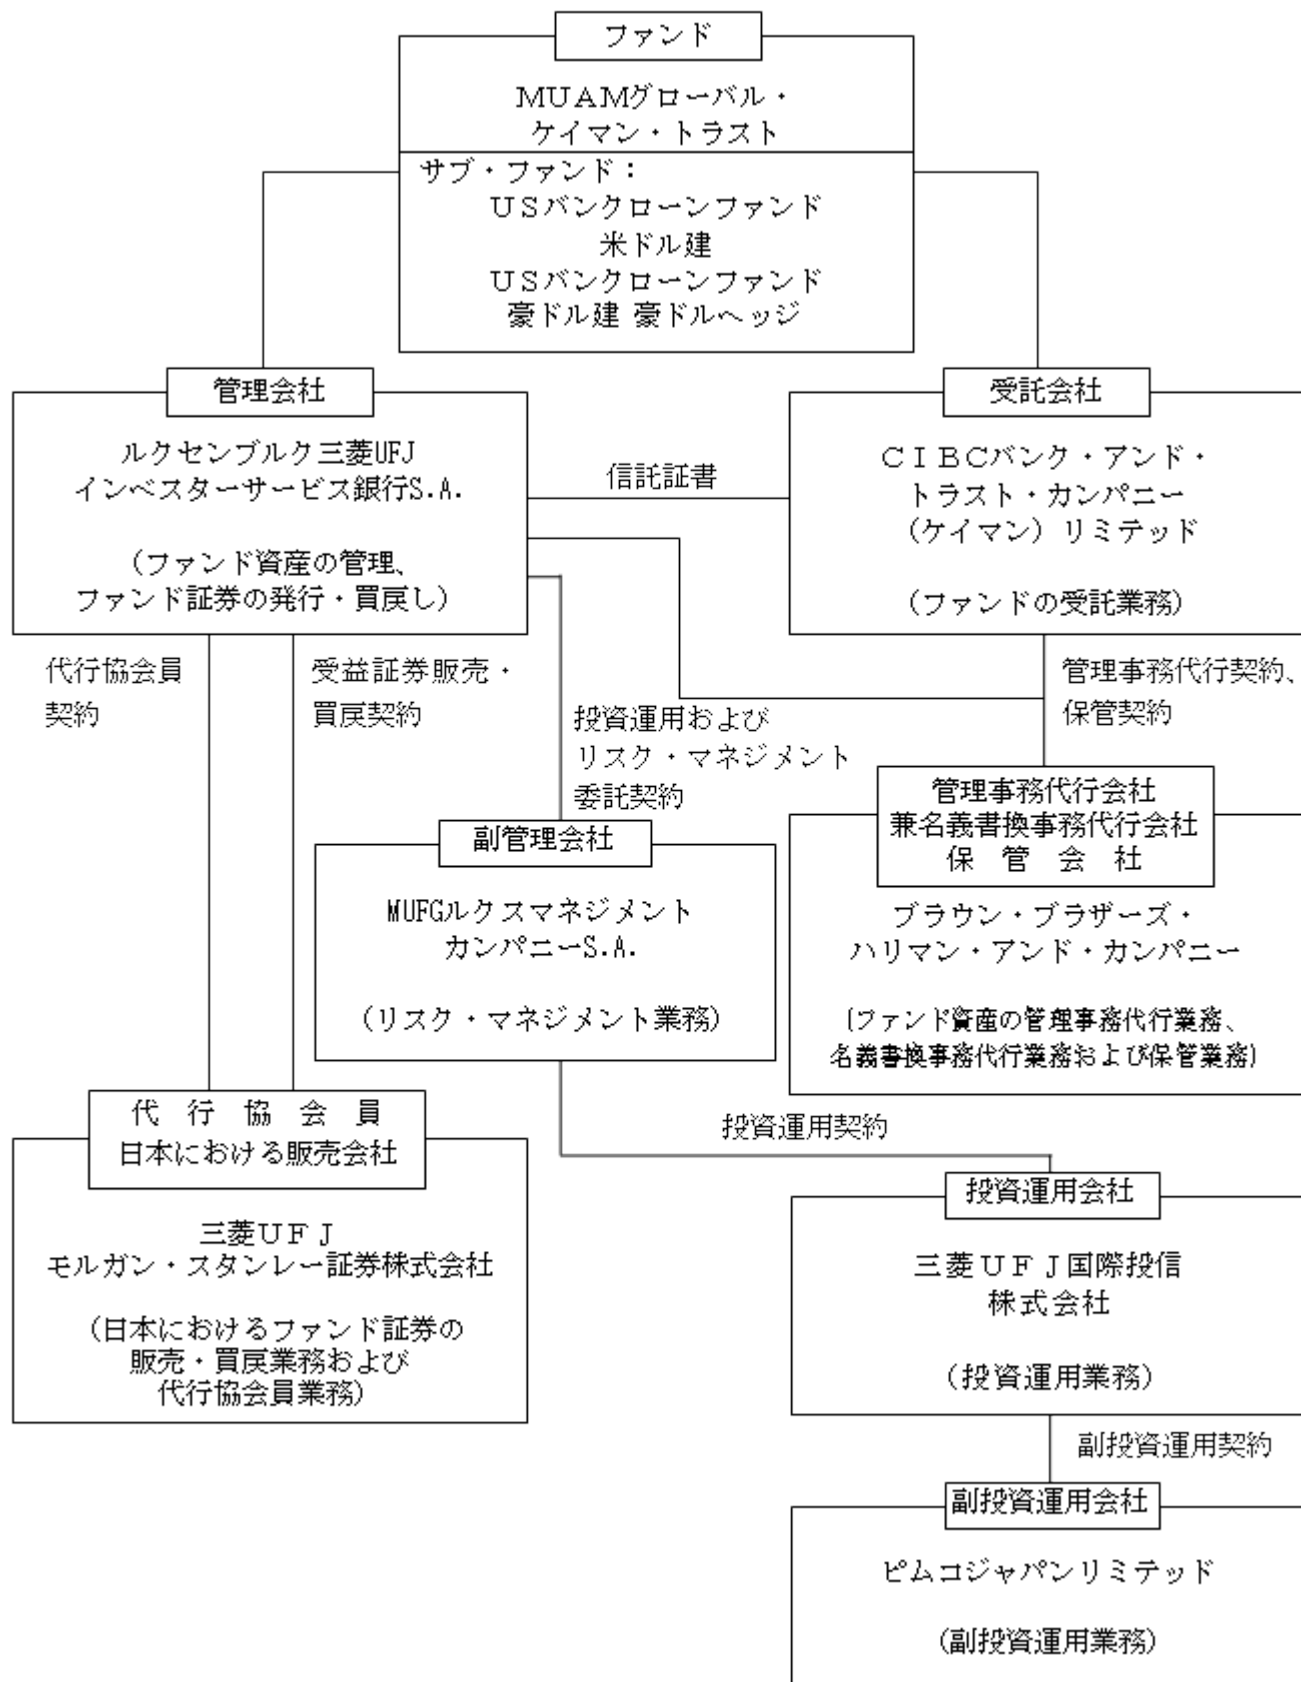 ファンド
MUAMグローバル・
ケイマン・トラスト
サブ・ファンド：
USバンクローンファンド
米ドル建
USバンクローンファンド
豪ドル建 豪ドルヘッジ
管理会社
ルクセンブルク三菱UFJ
インベスターサービス銀行S.A.
（ファンド資産の管理、
ファンド証券の発行・買戻し）
信託証書
受託会社
CIBCバンク・アンド・
トラスト・カンパニー
（ケイマン）リミテッド
（ファンドの受託業務）
代行協会員
契約
受益証券販売・
買戻契約
投資運用および
リスク・マネジメント
委託契約
管理事務代行契約、
保管契約
副管理会社
MUFGルクスマネジメント
カンパニーS.A.
（リスク・マネジメント業務）
管理事務代行会社
兼名義書換事務代行会社
保管会社
ブラウン・ブラザーズ・
ハリマン・アンド・カンパニー
（ファンド資産の管理事務代行業務、
名義書換事務代行業務および保管業務）
代行協会員
日本における販売会社
三菱UFJ
モルガン・スタンレー証券株式会社
（日本におけるファンド証券の
販売・買戻業務および
代行協会員業務）
投資運用契約
投資運用会社
三菱UFJ国際投信
株式会社
（投資運用業務）
副投資運用契約
副投資運用会社
ピムコジャパンリミテッド
（副投資運用業務）